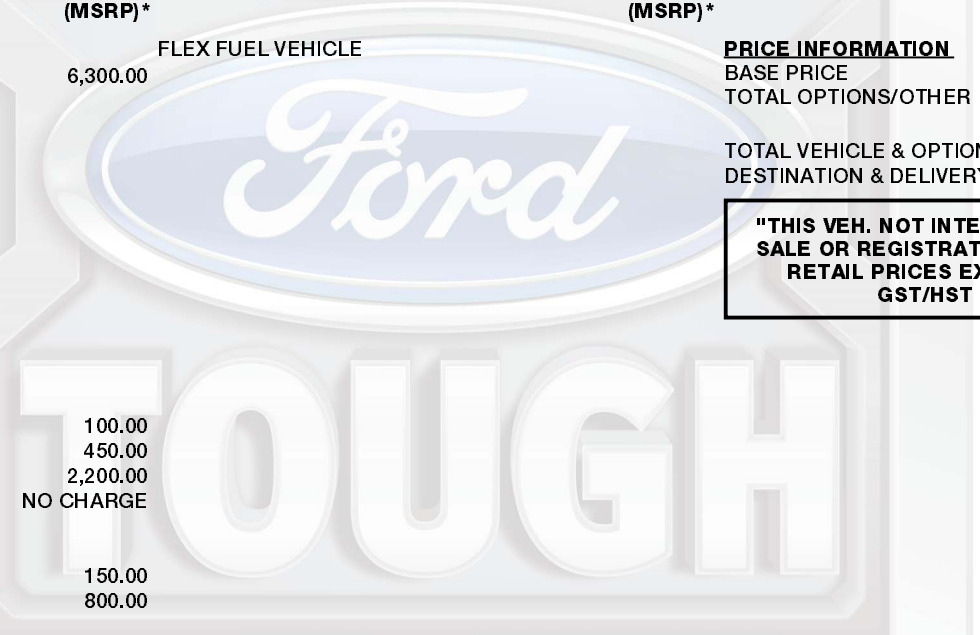 (MSRP)* (MSRP)*
FLEX FUEL VEHICLE
6,300.00
100.00
450.00
2,200.00
NO CHARGE
150.00
800.00
PRICE INFORMATION
BASE PRICE
TOTAL OPTIONS/OTHER
TOTAL VEHICLE & OPTION
DESTINATION & DELIVERY
"THIS VEH. NOT INTE
SALE OR REGISTRAT
RETAIL PRICES EX
GST/HST
Ford
TOUGH